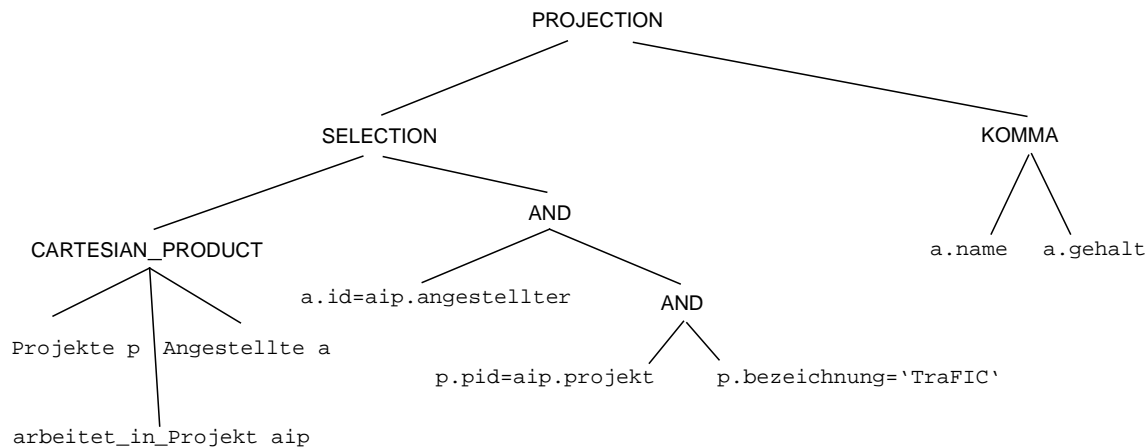 PROJECTION
SELECTION
KOMMA
AND
CARTESIAN_PRODUCT
a.name a.gehalt
a.id=aip.angestellter
AND
Projekte p Angestellte a
p.pid=aip.projekt p.bezeichnung=‘TraFIC‘
arbeitet_in_Projekt aip